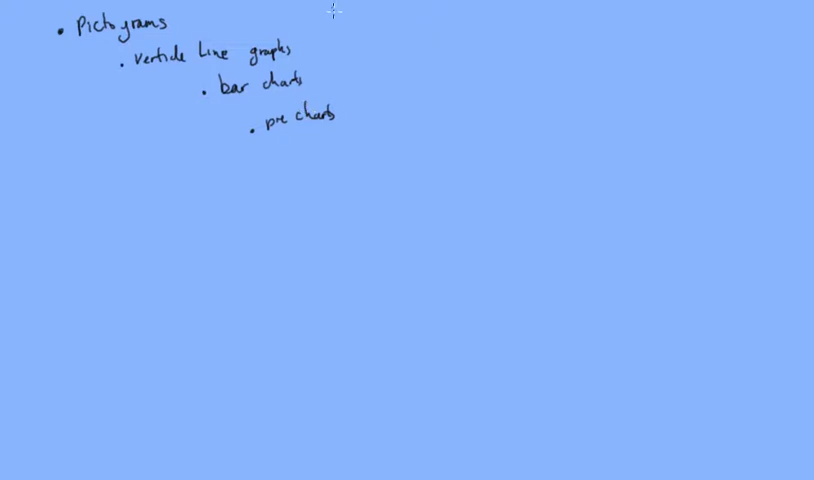 • Pictograms
• verticle Line graphs
• bar charts
• pie charts